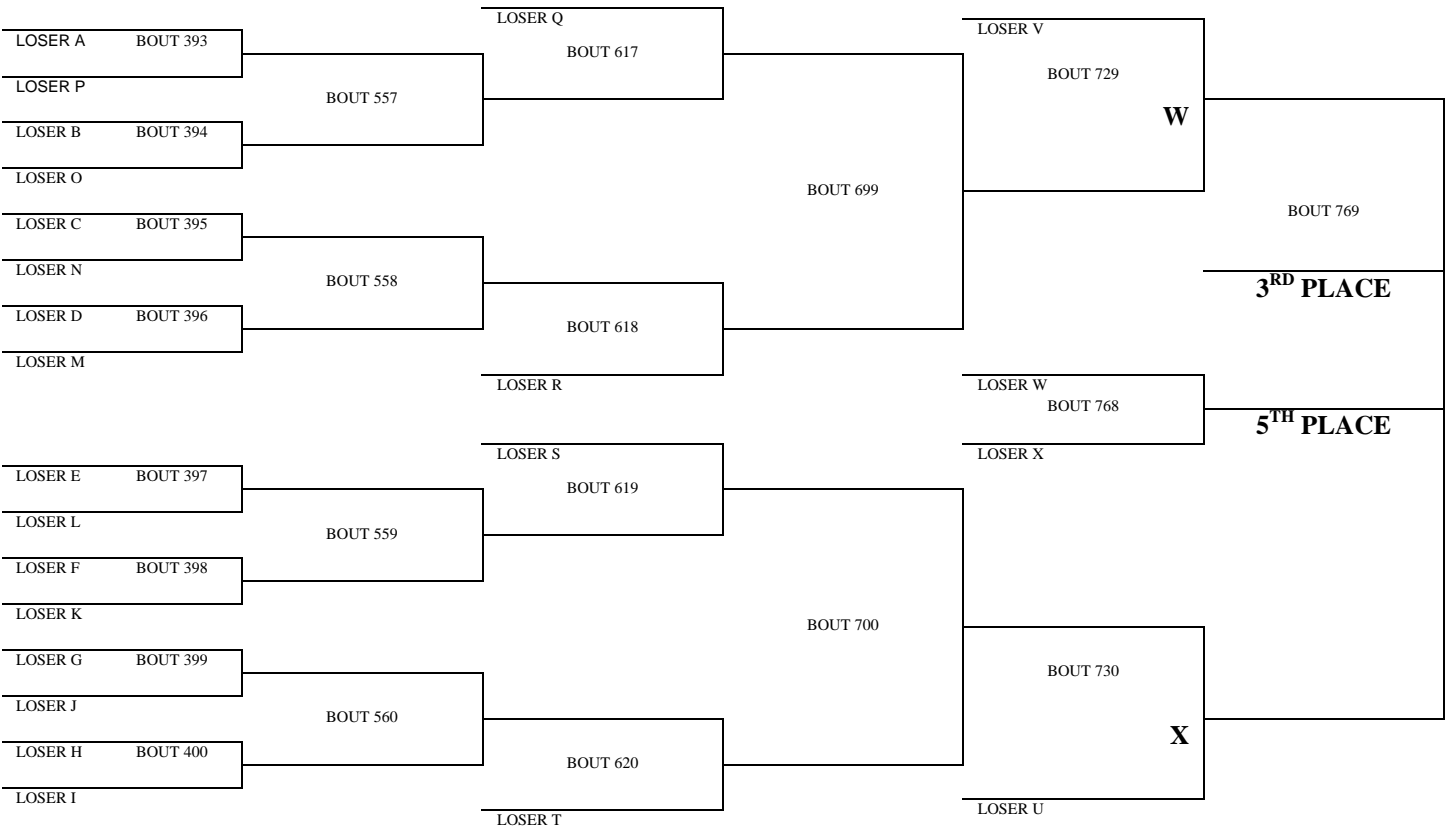 LOSER Q
LOSER V
LOSER A BOUT 393
BOUT 617
BOUT 729
LOSER P
BOUT 557
W
LOSER B BOUT 394
LOSER O
BOUT 699
LOSER C BOUT 395
BOUT 769
LOSER N
BOUT 558
3RD PLACE
LOSER D BOUT 396
BOUT 618
LOSER M
LOSER R
LOSER W
BOUT 768
5TH PLACE
LOSER S
LOSER X
LOSER E BOUT 397
BOUT 619
LOSER L
BOUT 559
LOSER F BOUT 398
LOSER K
BOUT 700
LOSER G BOUT 399
BOUT 730
LOSER J
BOUT 560
X
LOSER H BOUT 400
BOUT 620
LOSER I
LOSER U
LOSER T